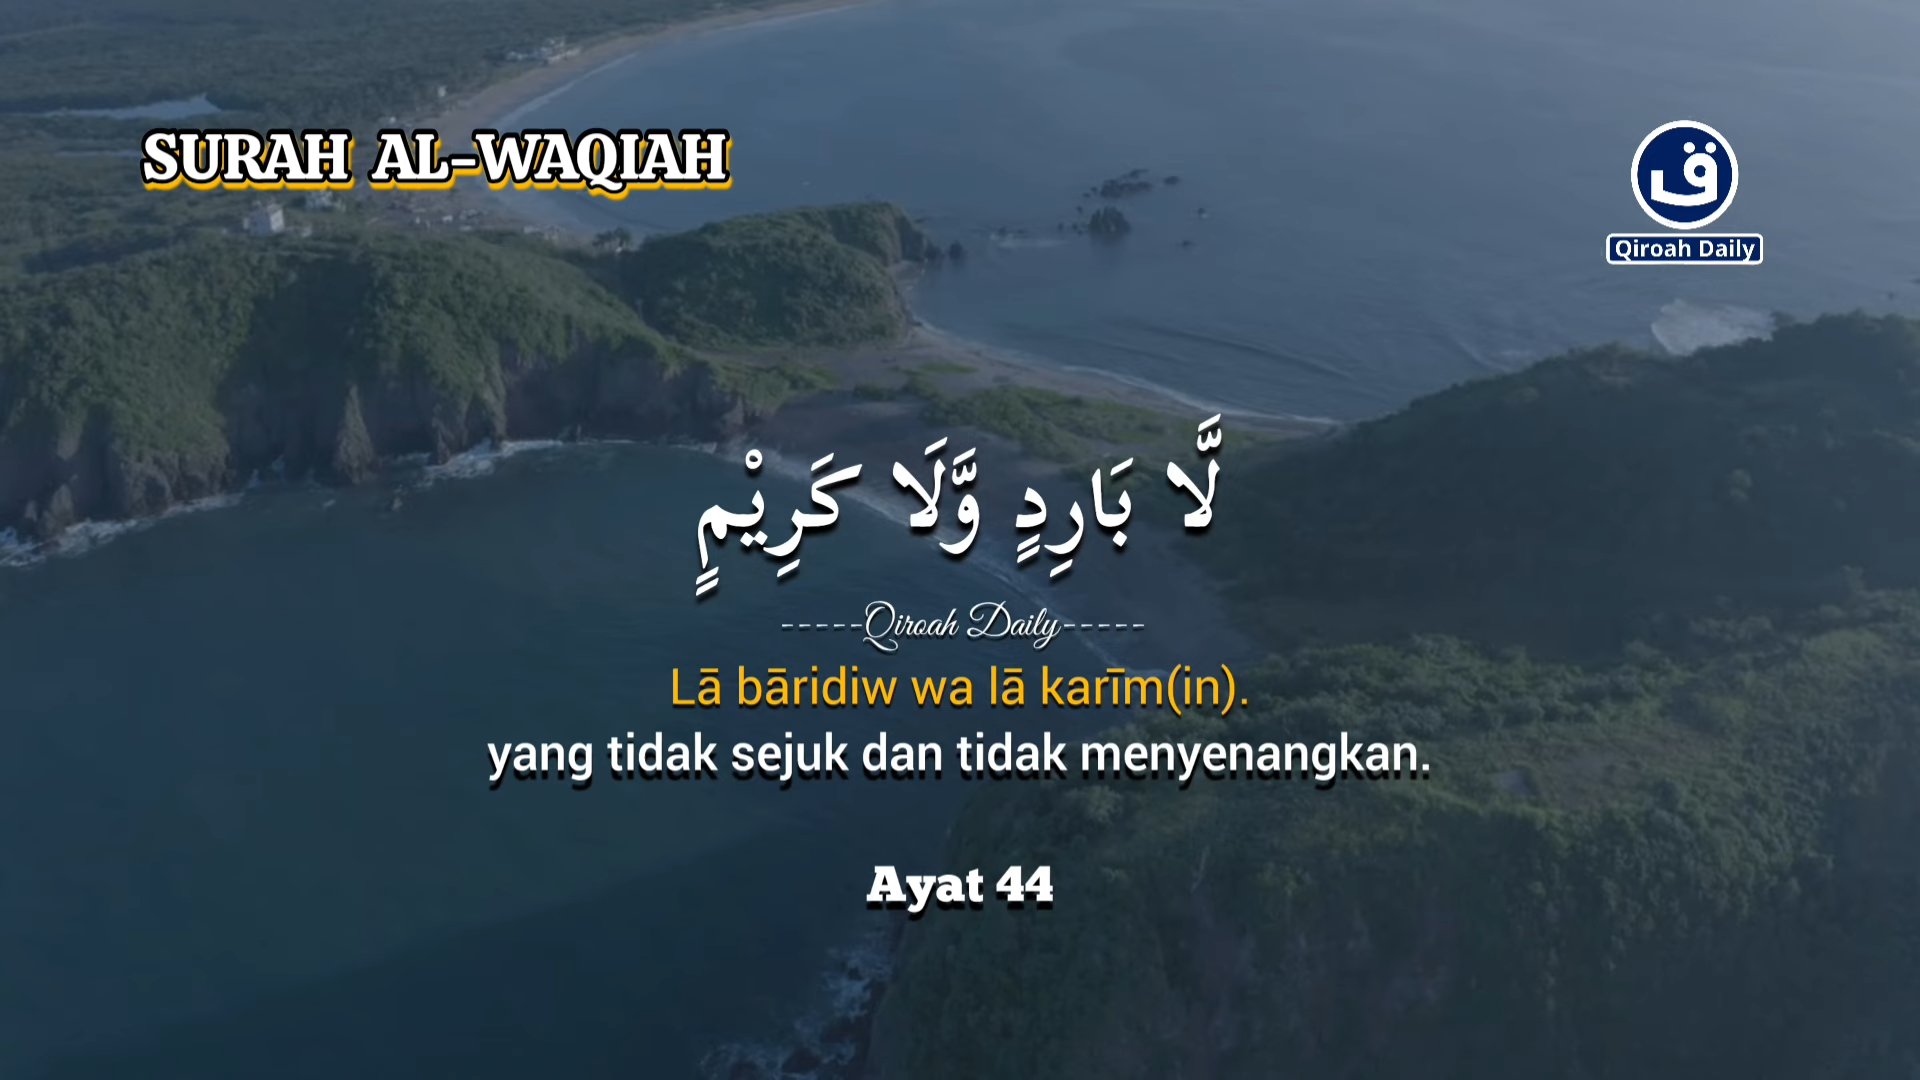 SURAH AL-WAQIAH
ق
Qiroah Daily
لَّا بَارِدٍ وَّلَا كَرِيْمٍ
-----Qiroah Daily-----
Lā bāridiw wa lā karīm(in).
yang tidak sejuk dan tidak menyenangkan.
Ayat 44